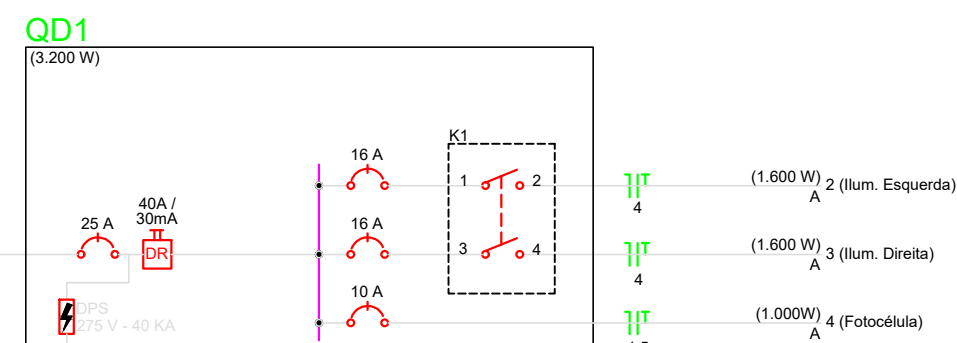 QD1
(3.200 W)
K1
16 A
1
2
4
(1.600 W)
A
2 (Ilum. Esquerda)
25 A
40A /
30mA
DR
16 A
3
4
4
(1.600 W)
A
3 (Ilum. Direita)
DPS
275 V - 40 KA
10 A
(1.000W)
A
4 (Fotocélula)